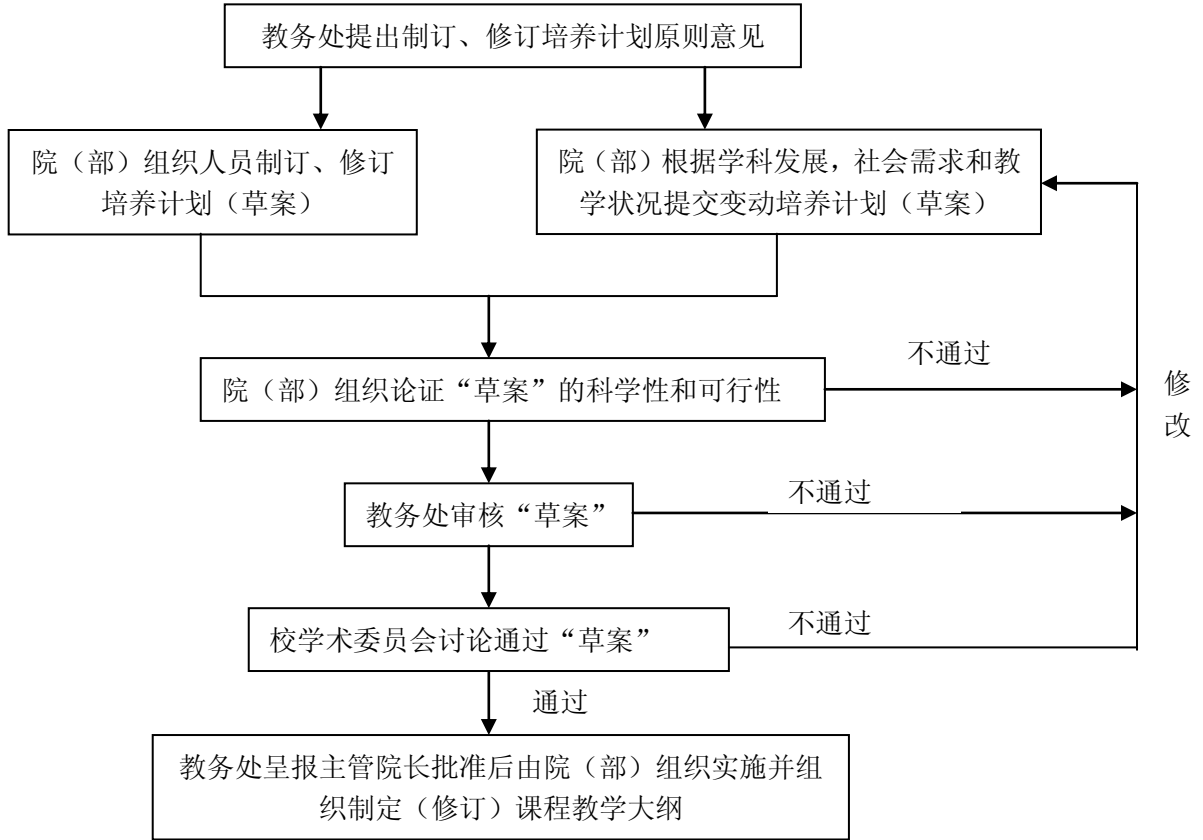 教务处提出制订、修订培养计划原则意见
院（部）组织人员制订、修订
培养计划（草案）
院（部）根据学科发展，社会需求和教
学状况提交变动培养计划（草案）
不通过
院（部）组织论证“草案”的科学性和可行性
修
改
不通过
教务处审核“草案”
不通过
校学术委员会讨论通过“草案”
通过
教务处呈报主管院长批准后由院（部）组织实施并组
织制定（修订）课程教学大纲